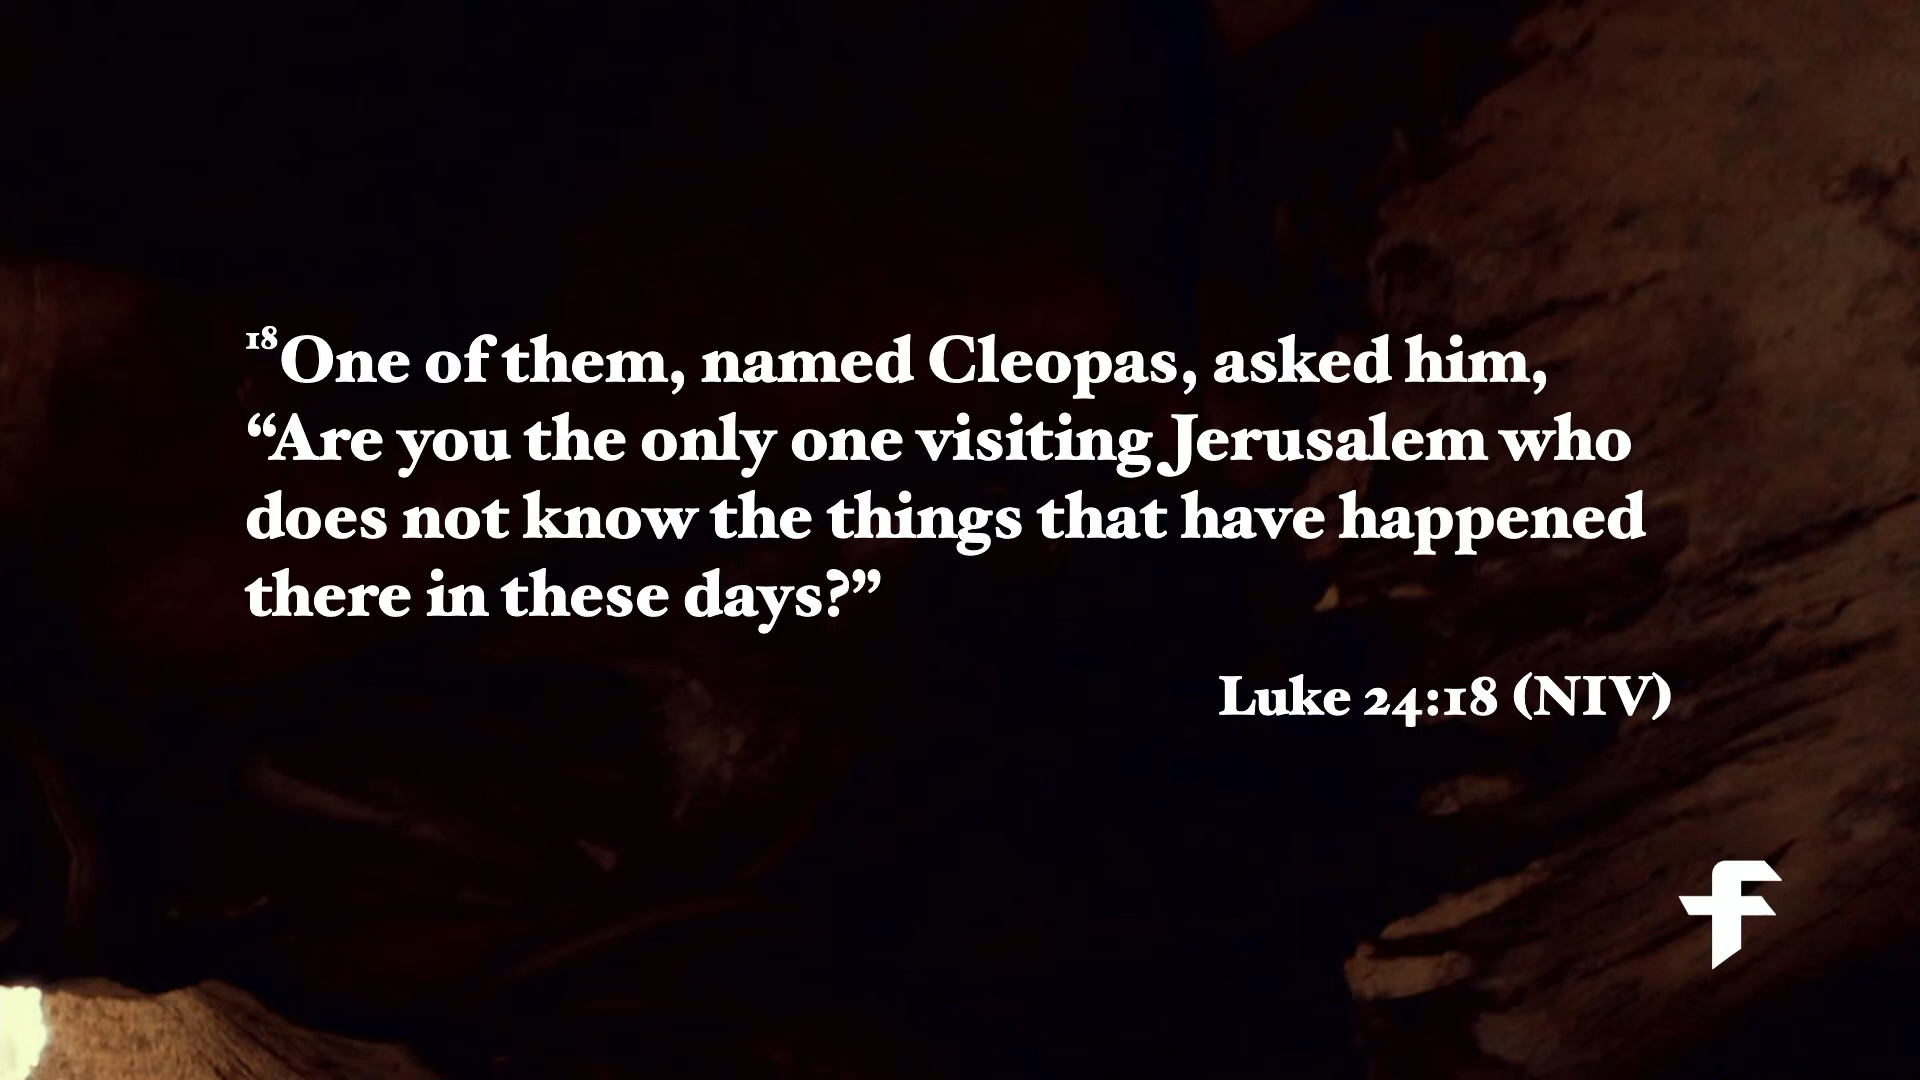 ¹⁸One of them, named Cleopas, asked him,
“Are you the only one visiting Jerusalem who
does not know the things that have happened
there in these days?”
Luke 24:18 (NIV)